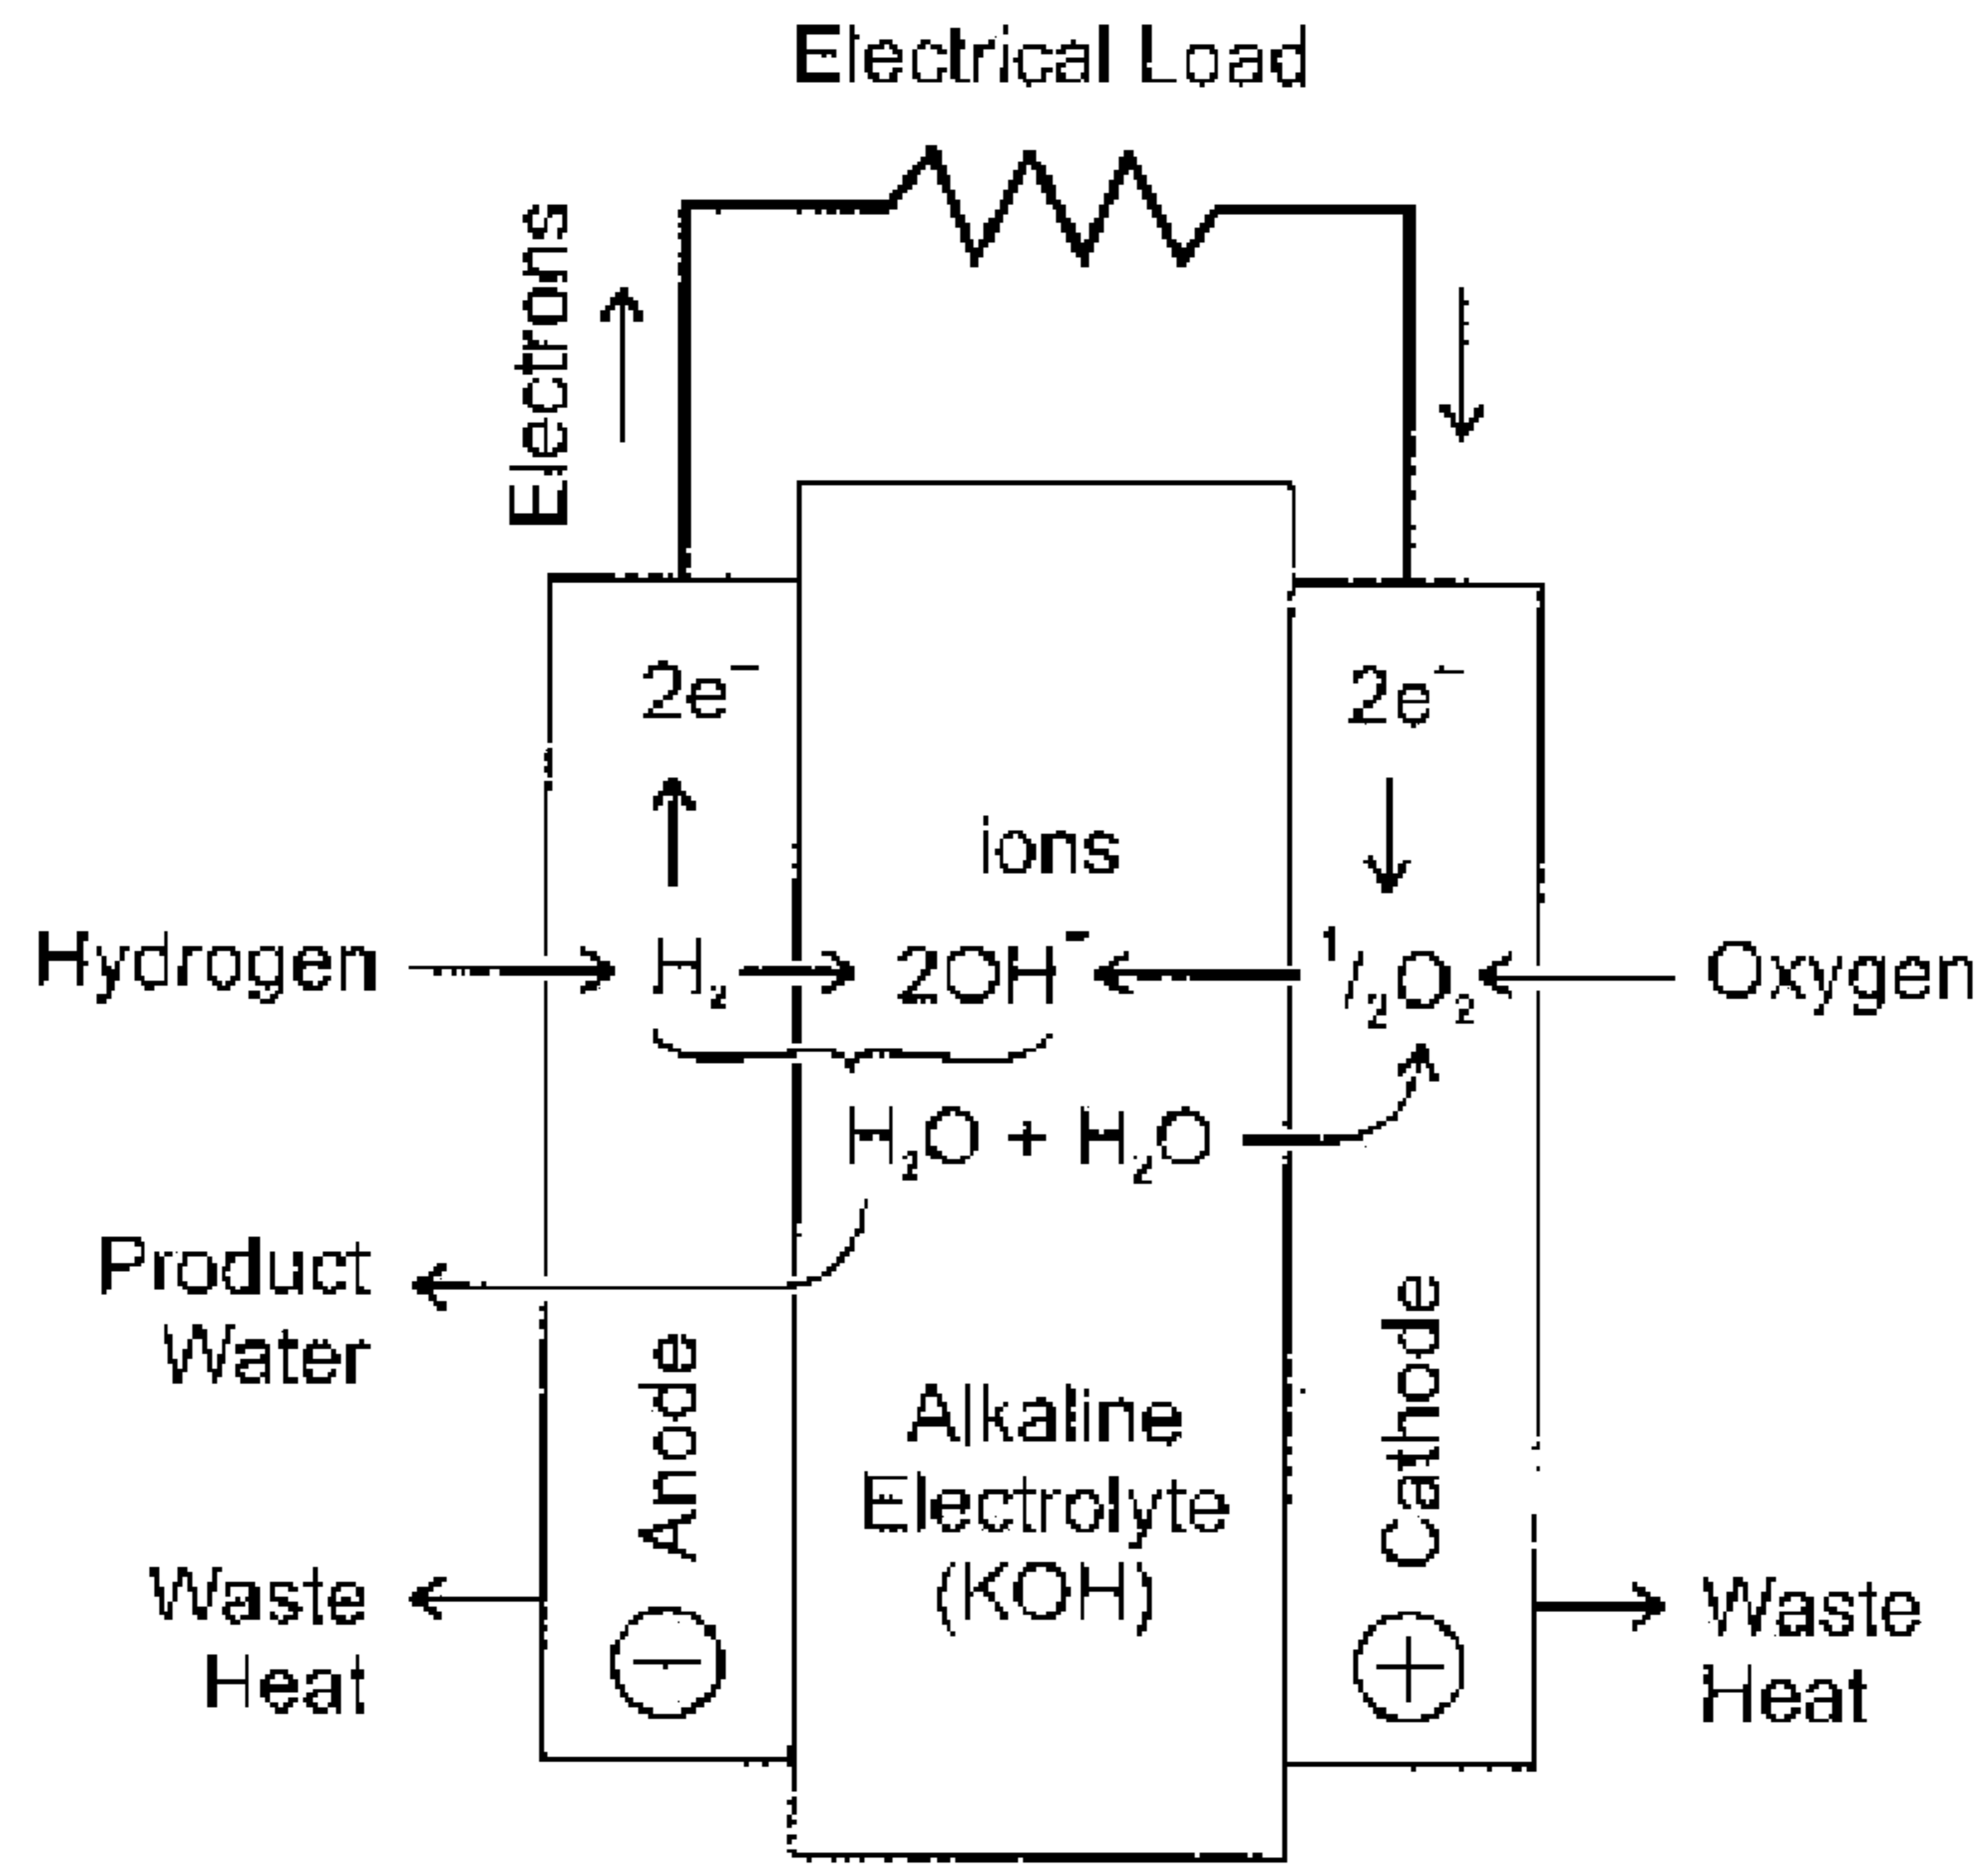 Electrical Load
Electrons
2e⁻
2e⁻
ions
Hydrogen
H₂
2OH⁻
¹/₂O₂
Oxygen
H₂O + H₂O
Product
Water
Anode
Cathode
Alkaline
Electrolyte
(KOH)
Waste
Heat
−
+
Waste
Heat